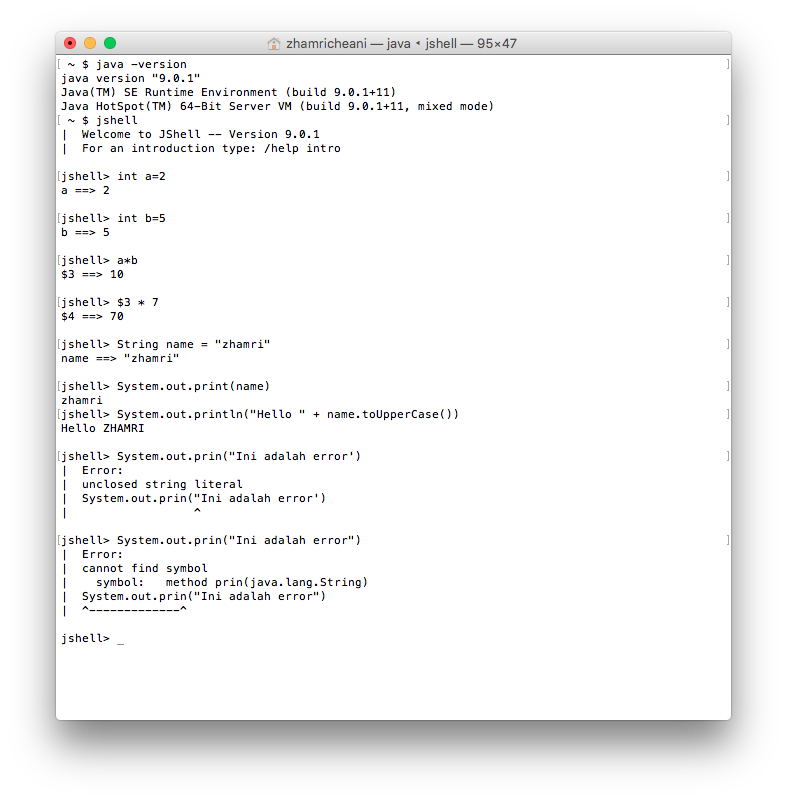 zhamricheani — java ◂ jshell — 95×47
[ ~ $ java -version ]
java version "9.0.1"
Java(TM) SE Runtime Environment (build 9.0.1+11)
Java HotSpot(TM) 64-Bit Server VM (build 9.0.1+11, mixed mode)
[ ~ $ jshell ]
|  Welcome to JShell -- Version 9.0.1
|  For an introduction type: /help intro
[jshell> int a=2 ]
a ==> 2
[jshell> int b=5 ]
b ==> 5
[jshell> a*b ]
$3 ==> 10
[jshell> $3 * 7 ]
$4 ==> 70
[jshell> String name = "zhamri" ]
name ==> "zhamri"
[jshell> System.out.print(name) ]
zhamri
[jshell> System.out.println("Hello " + name.toUpperCase()) ]
Hello ZHAMRI
[jshell> System.out.prin("Ini adalah error') ]
|  Error:
|  unclosed string literal
|  System.out.prin("Ini adalah error')
|                  ^
[jshell> System.out.prin("Ini adalah error") ]
|  Error:
|  cannot find symbol
|    symbol:   method prin(java.lang.String)
|  System.out.prin("Ini adalah error")
|  ^-------------^
jshell> _